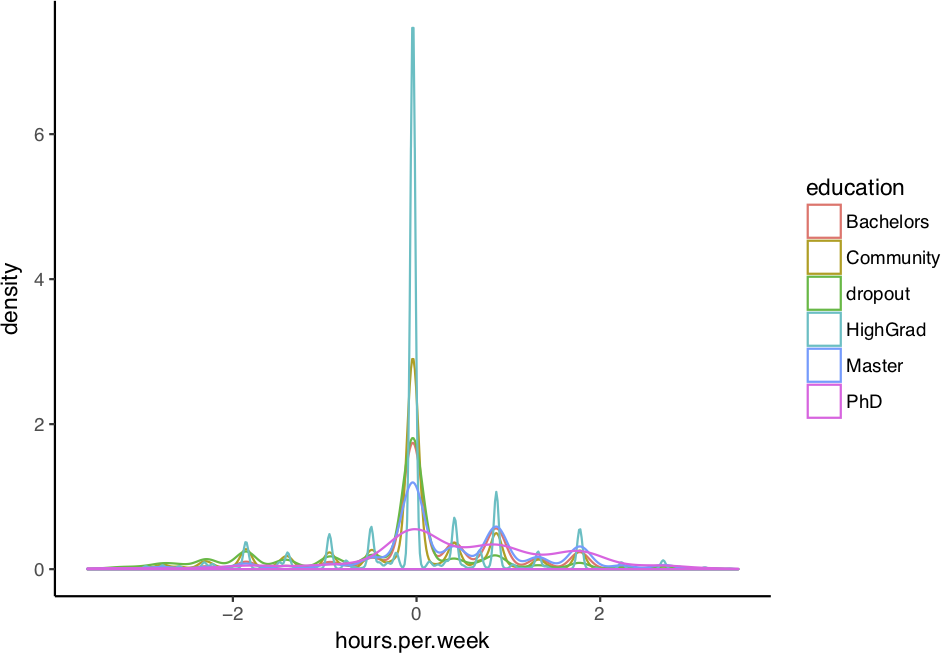 density
6
4
2
0
−2
0
2
hours.per.week
education
Bachelors
Community
dropout
HighGrad
Master
PhD